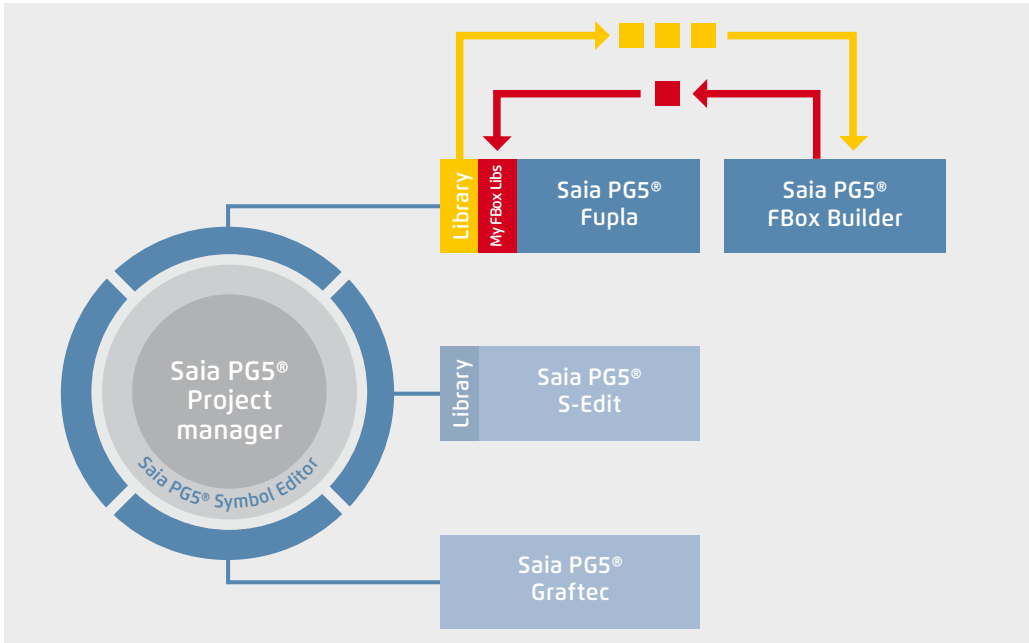 Library
My FBox Libs
Saia PG5®
Fupla
Saia PG5®
FBox Builder
Saia PG5®
Project
manager
Saia PG5® Symbol Editor
Library
Saia PG5®
S-Edit
Saia PG5®
Graftec